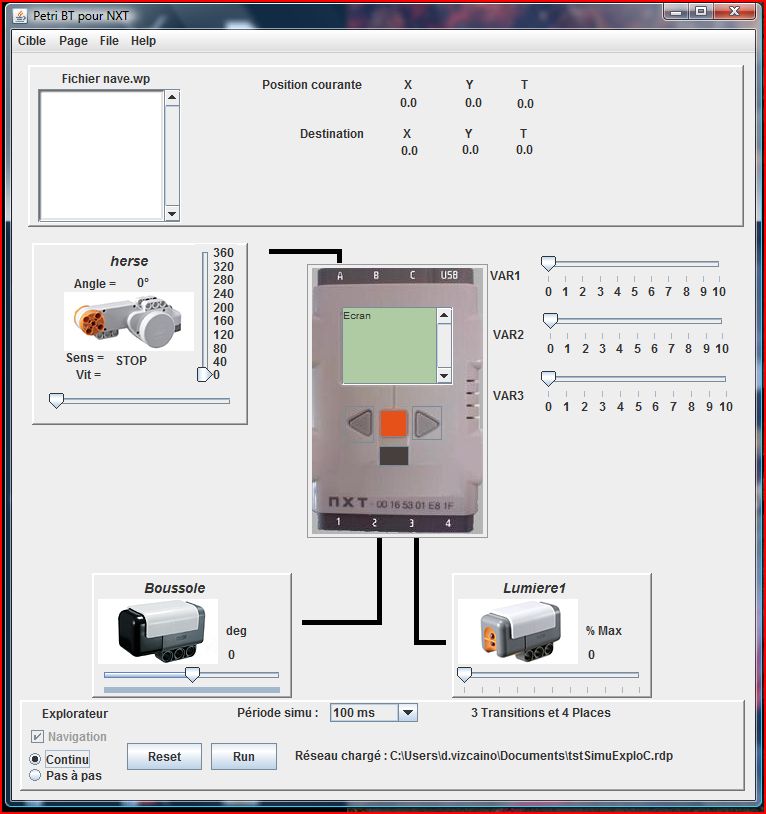 Petri BT pour NXT
Cible Page File Help
Fichier nave.wp
Position courante X Y T
0.0 0.0 0.0
Destination X Y T
0.0 0.0 0.0
herse
Angle = 0°
360
320
280
240
200
160
120
80
40
0
Sens = STOP
Vit =
A B C USB
Ecran
NXT - 00 16 53 01 E8 1F
1 2 3 4
VAR1
0 1 2 3 4 5 6 7 8 9 10
VAR2
0 1 2 3 4 5 6 7 8 9 10
VAR3
0 1 2 3 4 5 6 7 8 9 10
Boussole
deg
0
Lumiere1
% Max
0
Explorateur
Période simu : 100 ms
3 Transitions et 4 Places
Navigation
Continu
Pas à pas
Reset
Run
Réseau chargé : C:\Users\d.vizcaino\Documents\tstSimuExploC.rdp